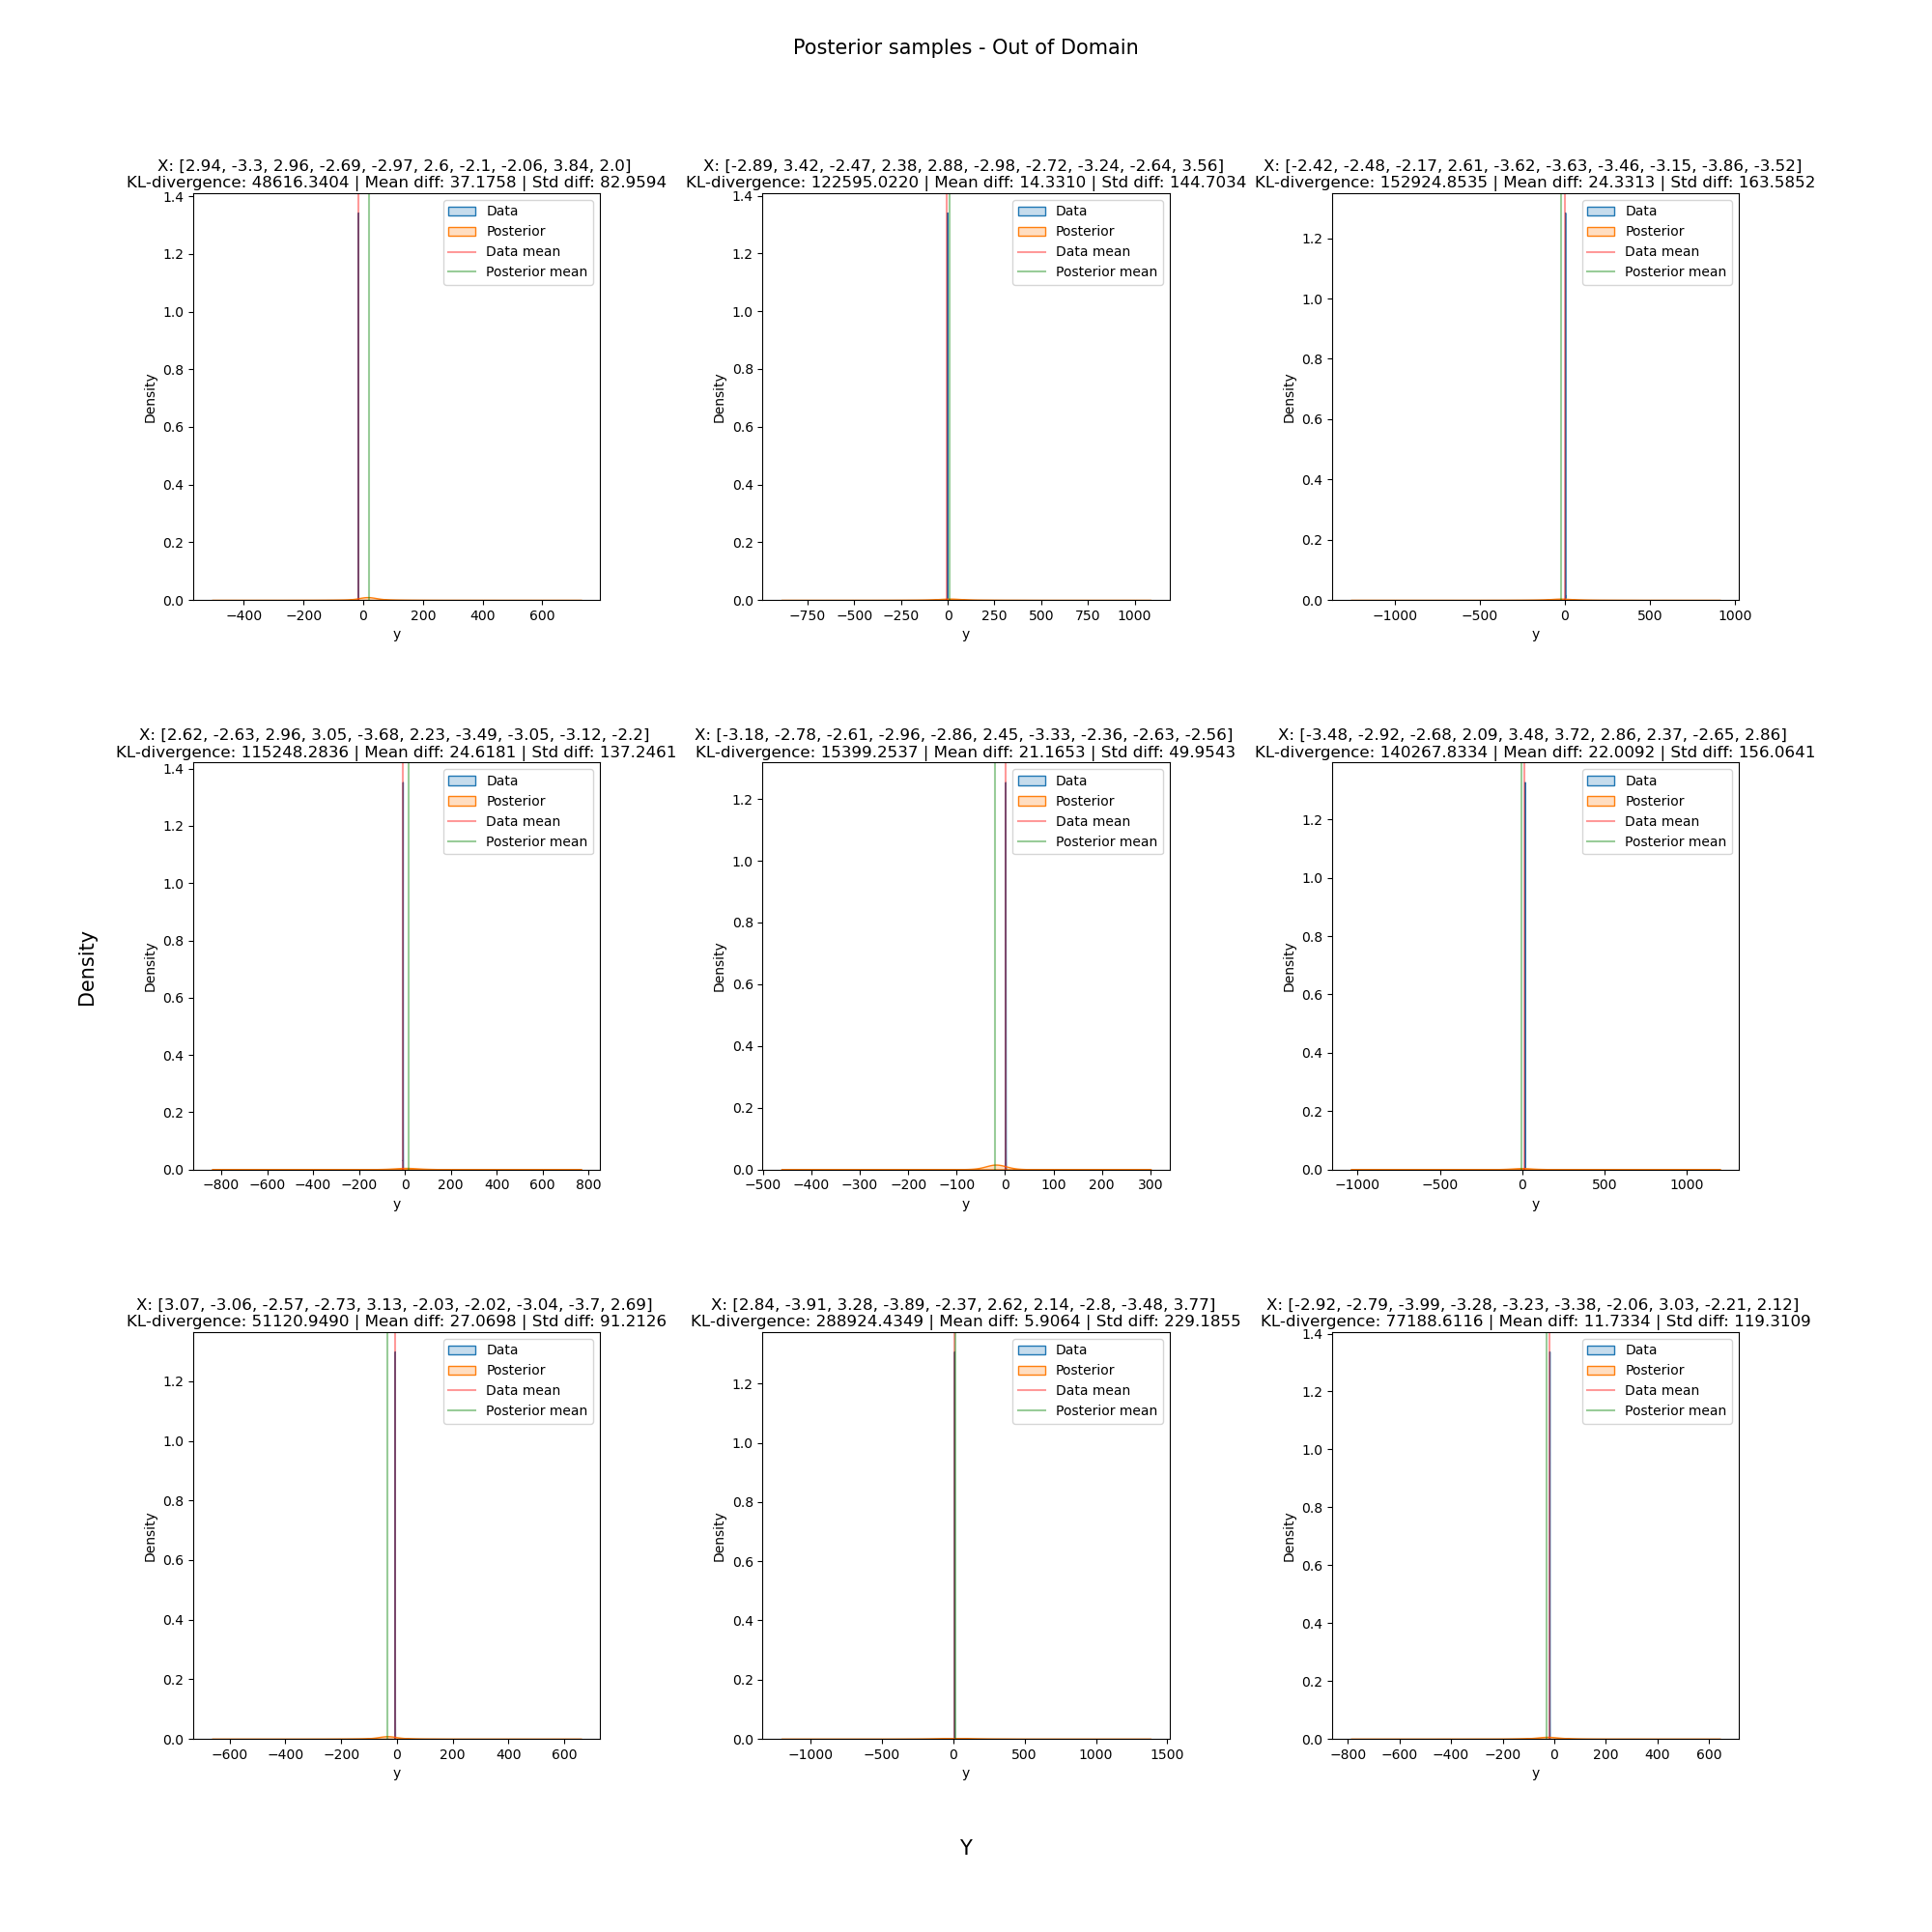 Posterior samples - Out of Domain
X: [2.94, -3.3, 2.96, -2.69, -2.97, 2.6, -2.1, -2.06, 3.84, 2.0]
KL-divergence: 48616.3404 | Mean diff: 37.1758 | Std diff: 82.9594
1.4
1.2
1.0
0.8
0.6
0.4
0.2
0.0
Density
Data
Posterior
Data mean
Posterior mean
−400 −200 0 200 400 600
y
X: [-2.89, 3.42, -2.47, 2.38, 2.88, -2.98, -2.72, -3.24, -2.64, 3.56]
KL-divergence: 122595.0220 | Mean diff: 14.3310 | Std diff: 144.7034
1.4
1.2
1.0
0.8
0.6
0.4
0.2
0.0
Density
Data
Posterior
Data mean
Posterior mean
−750 −500 −250 0 250 500 750 1000
y
X: [-2.42, -2.48, -2.17, 2.61, -3.62, -3.63, -3.46, -3.15, -3.86, -3.52]
KL-divergence: 152924.8535 | Mean diff: 24.3313 | Std diff: 163.5852
1.2
1.0
0.8
0.6
0.4
0.2
0.0
Density
Data
Posterior
Data mean
Posterior mean
−1000 −500 0 500 1000
y
Density
X: [2.62, -2.63, 2.96, 3.05, -3.68, 2.23, -3.49, -3.05, -3.12, -2.2]
KL-divergence: 115248.2836 | Mean diff: 24.6181 | Std diff: 137.2461
1.4
1.2
1.0
0.8
0.6
0.4
0.2
0.0
Density
Data
Posterior
Data mean
Posterior mean
−800 −600 −400 −200 0 200 400 600 800
y
X: [-3.18, -2.78, -2.61, -2.96, -2.86, 2.45, -3.33, -2.36, -2.63, -2.56]
KL-divergence: 15399.2537 | Mean diff: 21.1653 | Std diff: 49.9543
1.2
1.0
0.8
0.6
0.4
0.2
0.0
Density
Data
Posterior
Data mean
Posterior mean
−500 −400 −300 −200 −100 0 100 200 300
y
X: [-3.48, -2.92, -2.68, 2.09, 3.48, 3.72, 2.86, 2.37, -2.65, 2.86]
KL-divergence: 140267.8334 | Mean diff: 22.0092 | Std diff: 156.0641
1.2
1.0
0.8
0.6
0.4
0.2
0.0
Density
Data
Posterior
Data mean
Posterior mean
−1000 −500 0 500 1000
y
X: [3.07, -3.06, -2.57, -2.73, 3.13, -2.03, -2.02, -3.04, -3.7, 2.69]
KL-divergence: 51120.9490 | Mean diff: 27.0698 | Std diff: 91.2126
1.2
1.0
0.8
0.6
0.4
0.2
0.0
Density
Data
Posterior
Data mean
Posterior mean
−600 −400 −200 0 200 400 600
y
X: [2.84, -3.91, 3.28, -3.89, -2.37, 2.62, 2.14, -2.8, -3.48, 3.77]
KL-divergence: 288924.4349 | Mean diff: 5.9064 | Std diff: 229.1855
1.2
1.0
0.8
0.6
0.4
0.2
0.0
Density
Data
Posterior
Data mean
Posterior mean
−1000 −500 0 500 1000 1500
y
X: [-2.92, -2.79, -3.99, -3.28, -3.23, -3.38, -2.06, 3.03, -2.21, 2.12]
KL-divergence: 77188.6116 | Mean diff: 11.7334 | Std diff: 119.3109
1.4
1.2
1.0
0.8
0.6
0.4
0.2
0.0
Density
Data
Posterior
Data mean
Posterior mean
−800 −600 −400 −200 0 200 400 600
y
Y